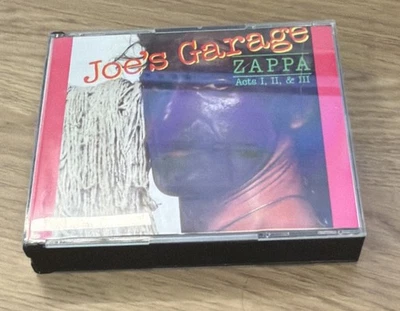 Joe's Garage
ZAPPA
Acts I, II, & III